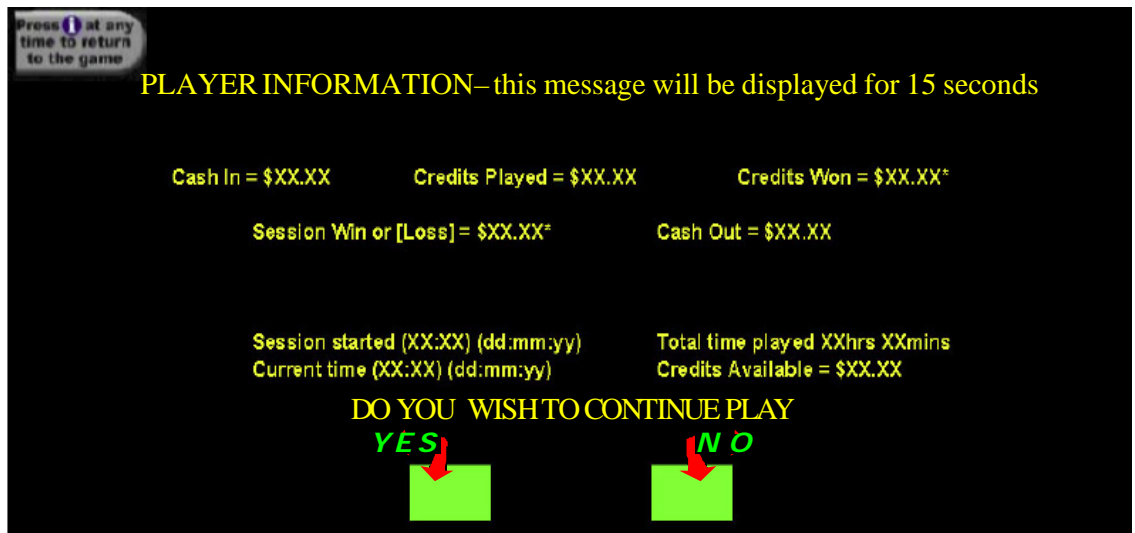 Press i at any
time to return
to the game
PLAYER INFORMATION– this message will be displayed for 15 seconds
Cash In = $XX.XX Credits Played = $XX.XX Credits Won = $XX.XX*
Session Win or [Loss] = $XX.XX* Cash Out = $XX.XX
Session started (XX:XX) (dd:mm:yy) Total time played XXhrs XXmins
Current time (XX:XX) (dd:mm:yy) Credits Available = $XX.XX
DO YOU WISH TO CONTINUE PLAY
YES NO